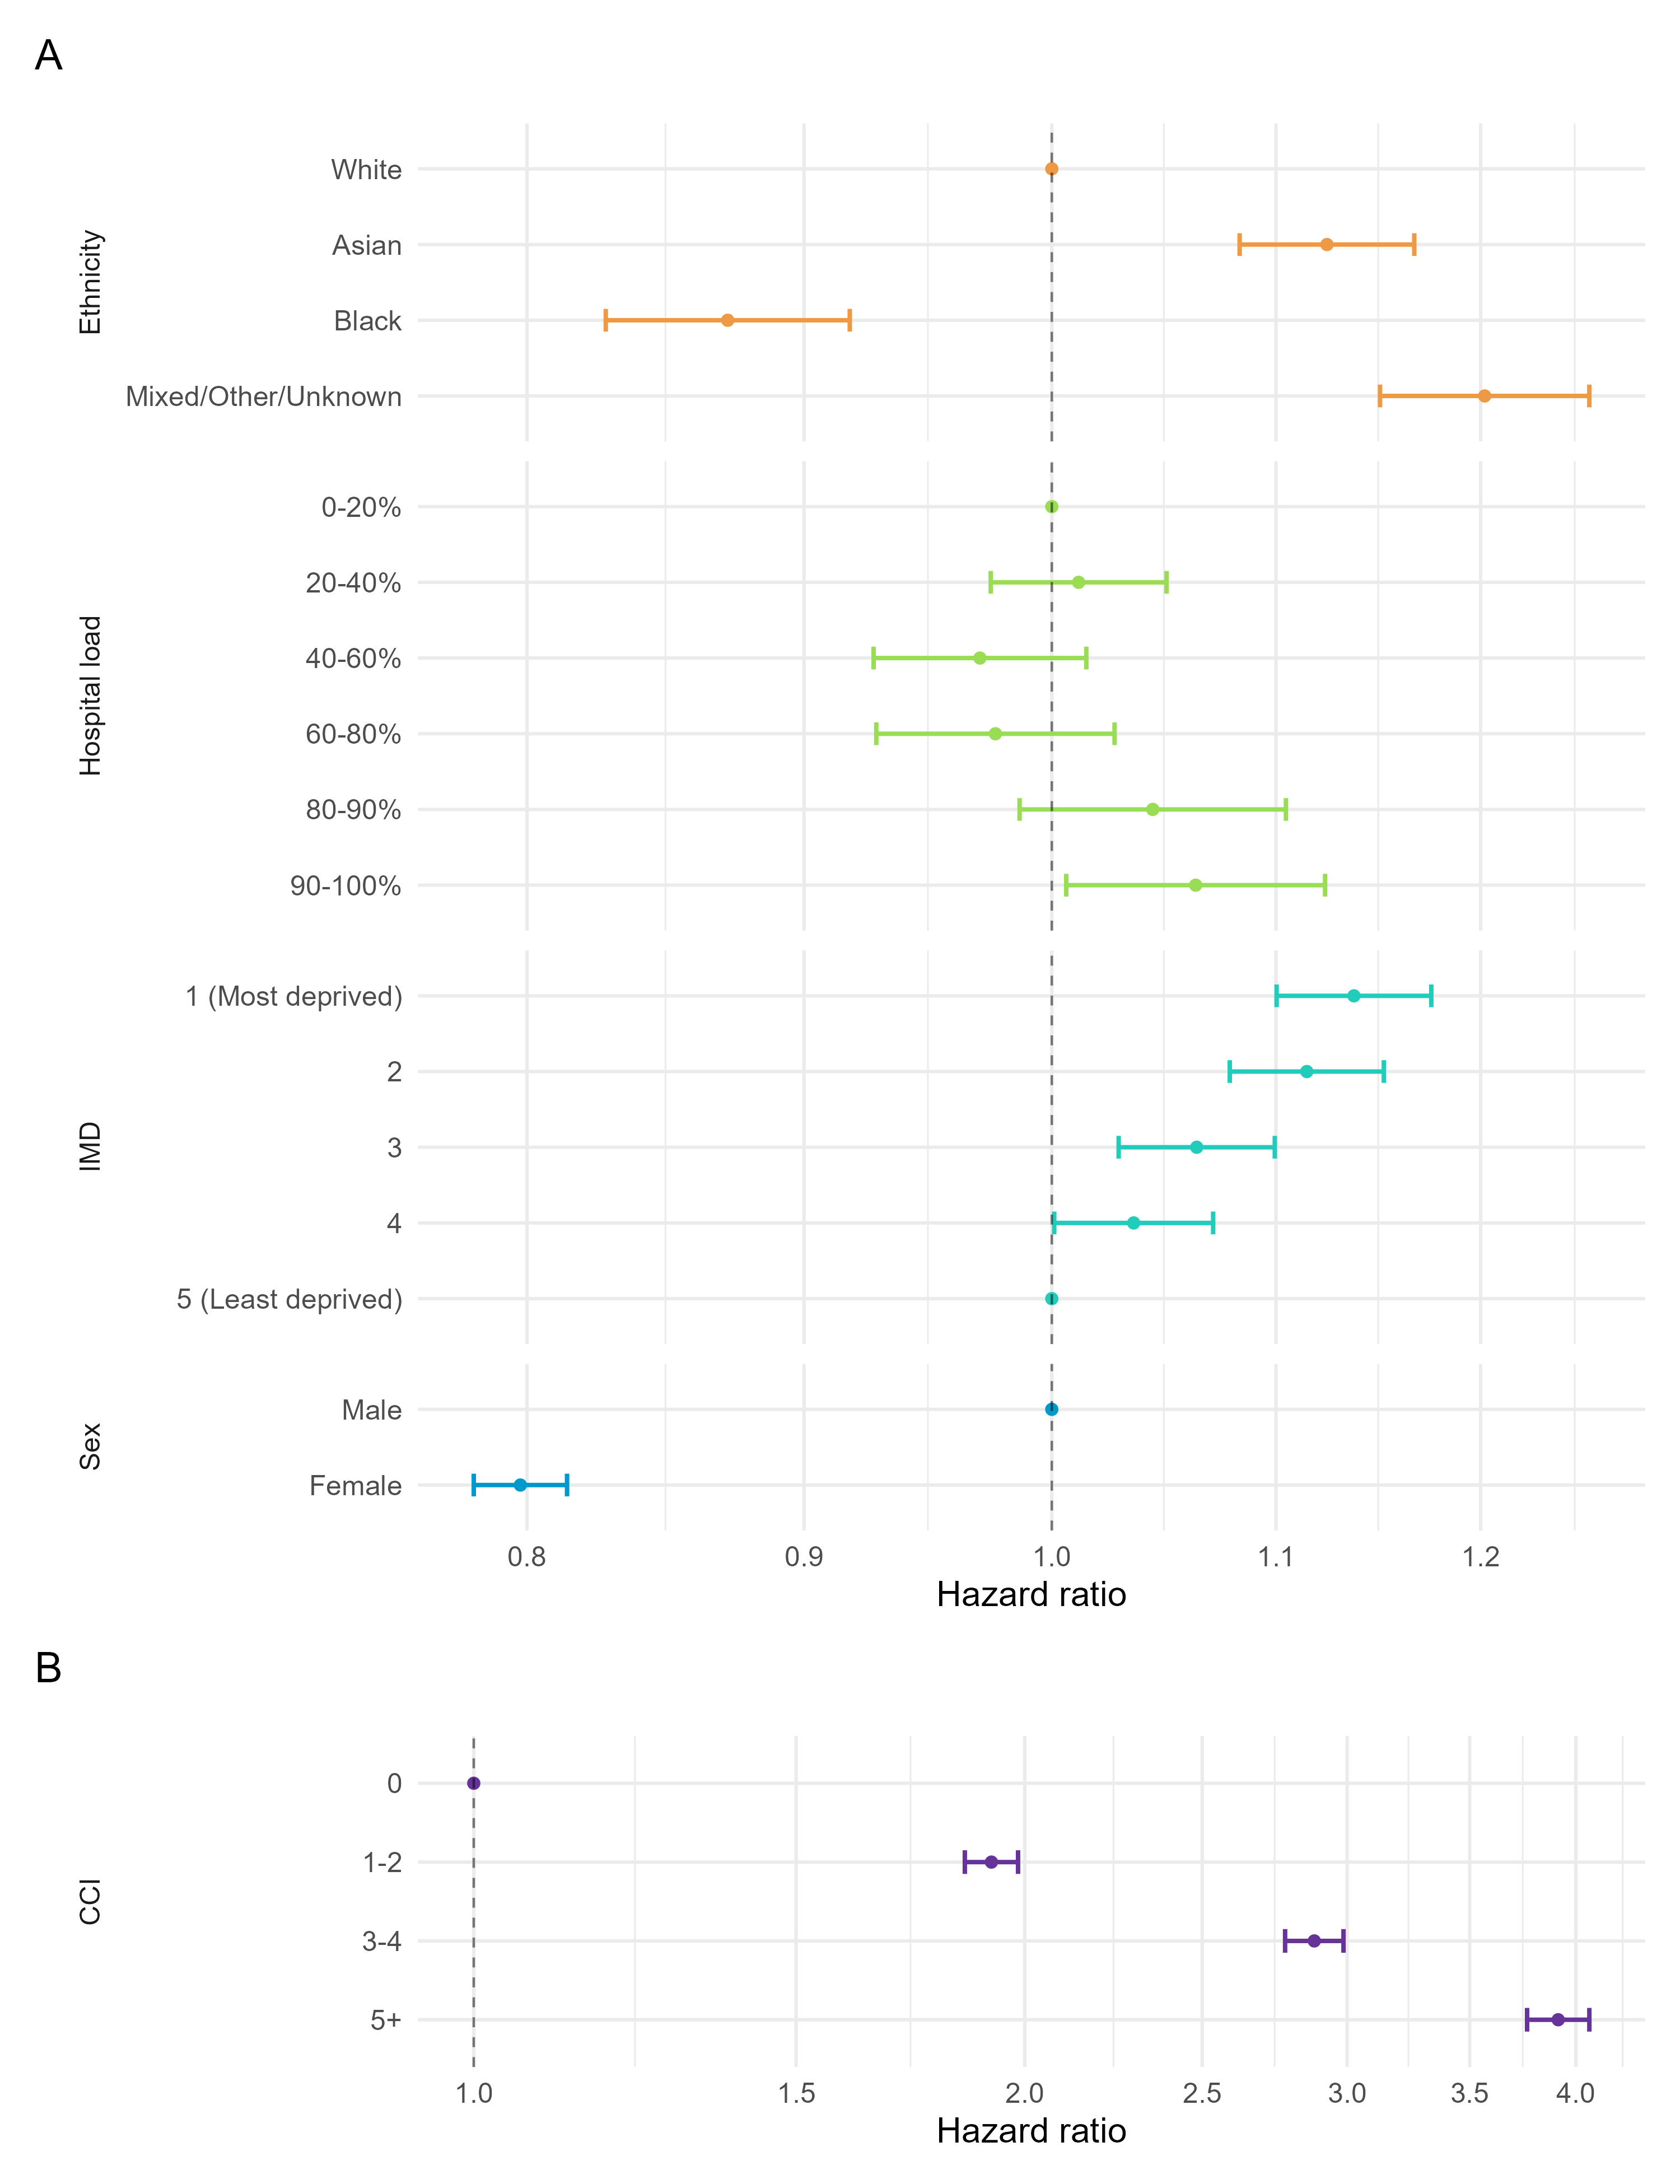 A
Ethnicity
White
Asian
Black
Mixed/Other/Unknown
Hospital load
0-20%
20-40%
40-60%
60-80%
80-90%
90-100%
IMD
1 (Most deprived)
2
3
4
5 (Least deprived)
Sex
Male
Female
0.8 0.9 1.0 1.1 1.2
Hazard ratio
B
CCI
0
1-2
3-4
5+
1.0 1.5 2.0 2.5 3.0 3.5 4.0
Hazard ratio